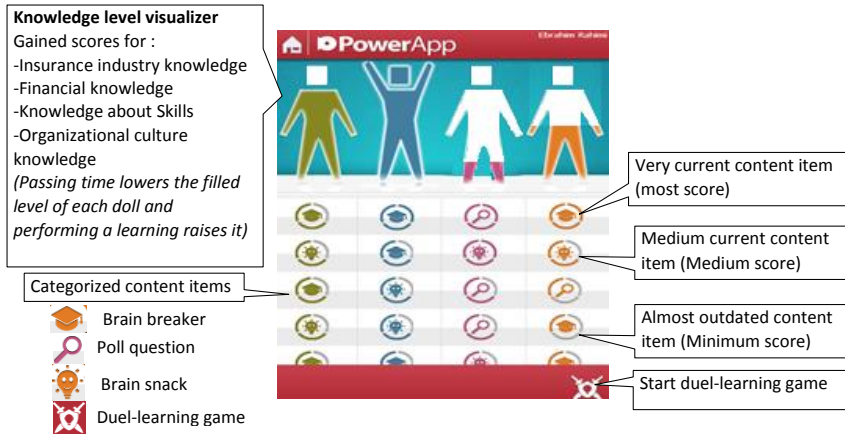 Knowledge level visualizer
Gained scores for :
-Insurance industry knowledge
-Financial knowledge
-Knowledge about Skills
-Organizational culture
knowledge
(Passing time lowers the filled
level of each doll and
performing a learning raises it)
Categorized content items
Brain breaker
Poll question
Brain snack
Duel-learning game
PowerApp
Ebrahim Rahimi
Very current content item
(most score)
Medium current content
item (Medium score)
Almost outdated content
item (Minimum score)
Start duel-learning game